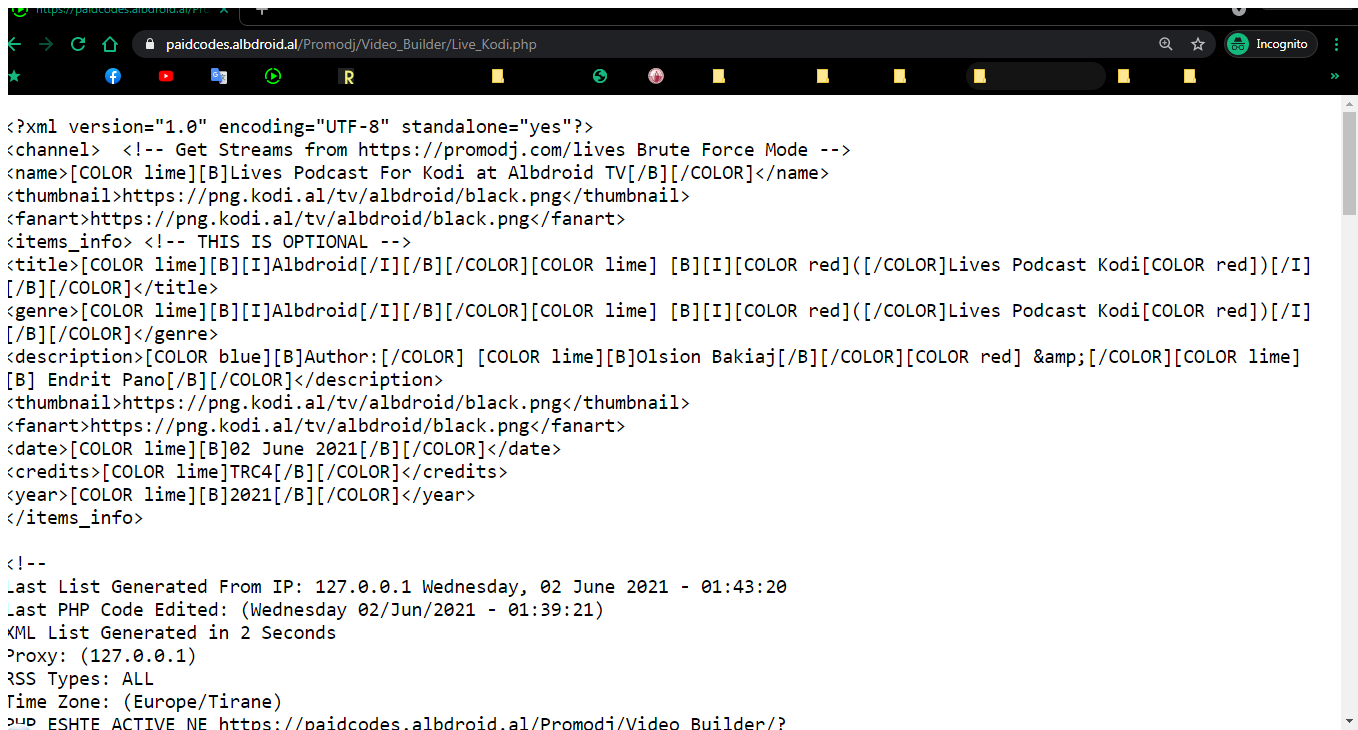 paidcodes.albdroid.al/Promodj/Video_Builder/Live_Kodi.php
Incognito
R
<?xml version="1.0" encoding="UTF-8" standalone="yes"?>
<channel>  <!-- Get Streams from https://promodj.com/lives Brute Force Mode -->
<name>[COLOR lime][B]Lives Podcast For Kodi at Albdroid TV[/B][/COLOR]</name>
<thumbnail>https://png.kodi.al/tv/albdroid/black.png</thumbnail>
<fanart>https://png.kodi.al/tv/albdroid/black.png</fanart>
<items_info> <!-- THIS IS OPTIONAL -->
<title>[COLOR lime][B][I]Albdroid[/I][/B][/COLOR][COLOR lime] [B][I][COLOR red]([/COLOR]Lives Podcast Kodi[COLOR red])[/I]
[/B][/COLOR]</title>
<genre>[COLOR lime][B][I]Albdroid[/I][/B][/COLOR][COLOR lime] [B][I][COLOR red]([/COLOR]Lives Podcast Kodi[COLOR red])[/I]
[/B][/COLOR]</genre>
<description>[COLOR blue][B]Author:[/COLOR] [COLOR lime][B]Olsion Bakiaj[/B][/COLOR][COLOR red] &amp;[/COLOR][COLOR lime]
[B] Endrit Pano[/B][/COLOR]</description>
<thumbnail>https://png.kodi.al/tv/albdroid/black.png</thumbnail>
<fanart>https://png.kodi.al/tv/albdroid/black.png</fanart>
<date>[COLOR lime][B]02 June 2021[/B][/COLOR]</date>
<credits>[COLOR lime]TRC4[/B][/COLOR]</credits>
<year>[COLOR lime][B]2021[/B][/COLOR]</year>
</items_info>
<!--
Last List Generated From IP: 127.0.0.1 Wednesday, 02 June 2021 - 01:43:20
Last PHP Code Edited: (Wednesday 02/Jun/2021 - 01:39:21)
XML List Generated in 2 Seconds
Proxy: (127.0.0.1)
RSS Types: ALL
Time Zone: (Europe/Tirane)
PHP ESHTE ACTIVE NE https://paidcodes.albdroid.al/Promodj/Video_Builder/?